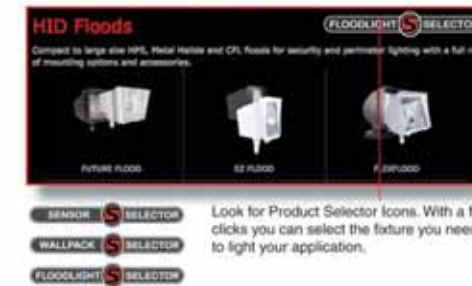 HID Floods
FLOODLIGHT S SELECTOR
Compact to large size HPS, Metal Halide and CFL floods for security and perimeter lighting with a full
of mounting options and accessories.
FUTURE FLOOD
EZ FLOOD
FLEXFLOOD
SENSOR S SELECTOR
WALLPACK S SELECTOR
FLOODLIGHT S SELECTOR
Look for Product Selector Icons. With a f
clicks you can select the fixture you need
to light your application.